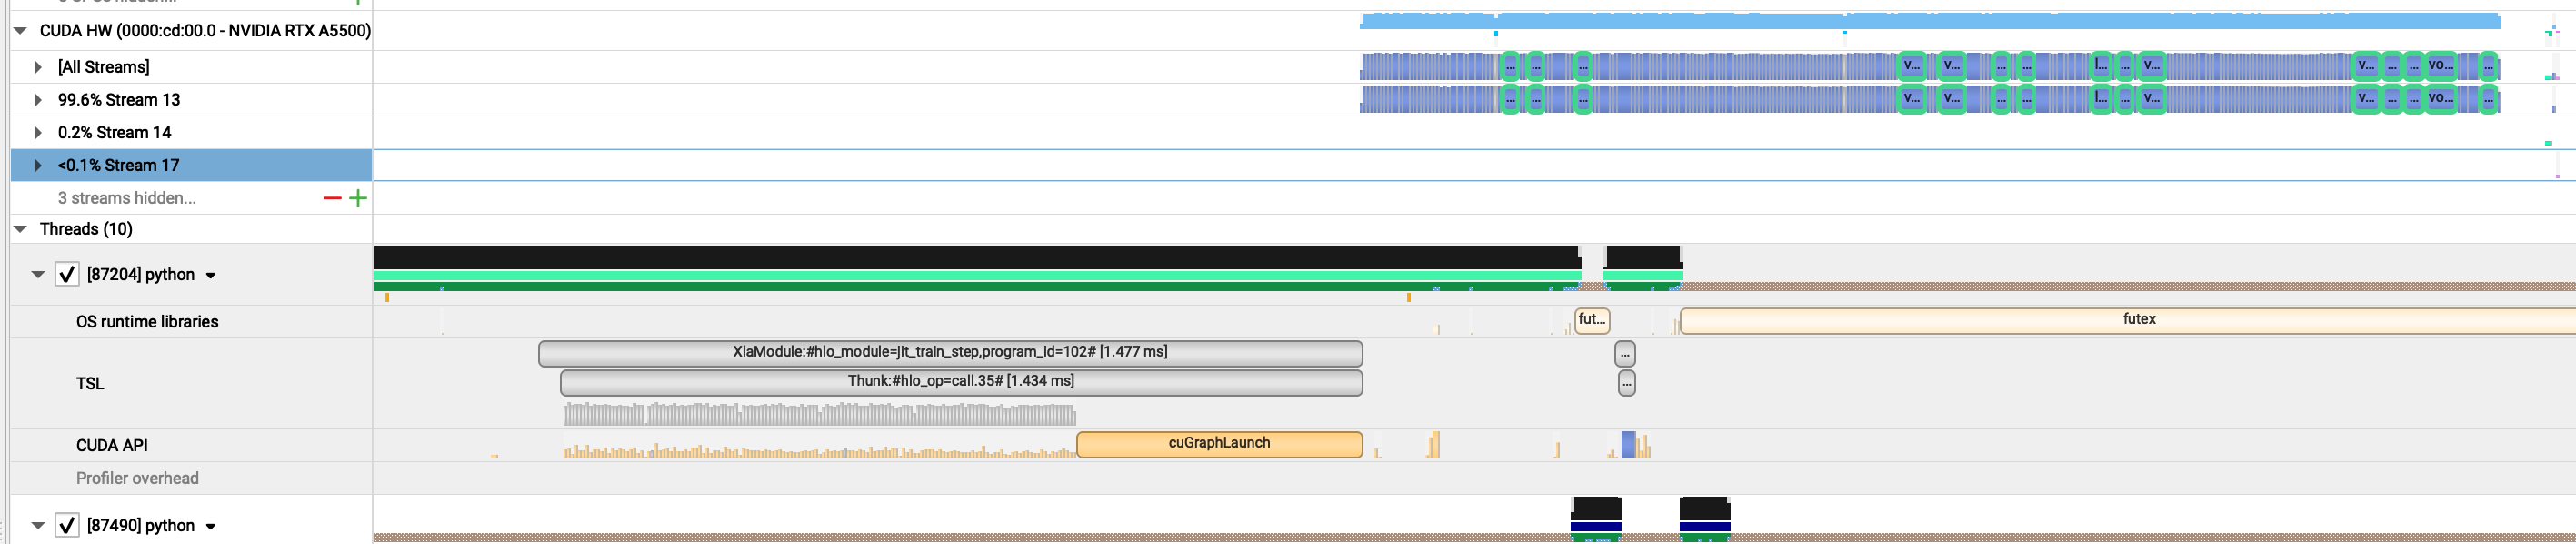 CUDA HW (0000:cd:00.0 - NVIDIA RTX A5500)
[All Streams]
... ... ... v... v... ... ... l... ... v... v... ... ... vo... ...
99.6% Stream 13
... ... ... v... v... ... ... l... ... v... v... ... ... vo... ...
0.2% Stream 14
<0.1% Stream 17
3 streams hidden...
Threads (10)
[87204] python
OS runtime libraries
fut...
futex
XlaModule:#hlo_module=jit_train_step,program_id=102# [1.477 ms]
...
TSL
Thunk:#hlo_op=call.35# [1.434 ms]
...
CUDA API
cuGraphLaunch
Profiler overhead
[87490] python